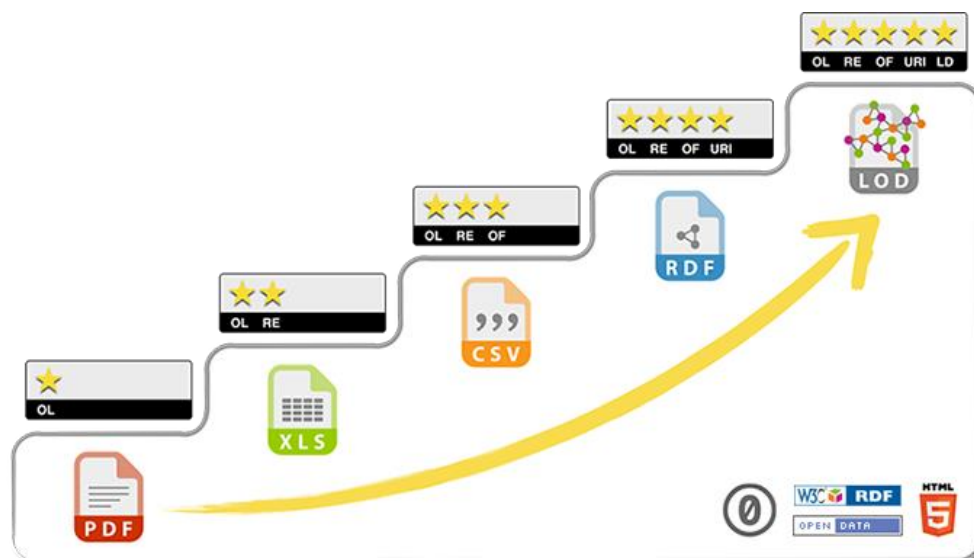 OL RE OF URI LD
OL RE OF URI
LOD
OL RE OF
RDF
OL RE
CSV
OL
XLS
PDF
0
W3C RDF
OPEN DATA
HTML
5